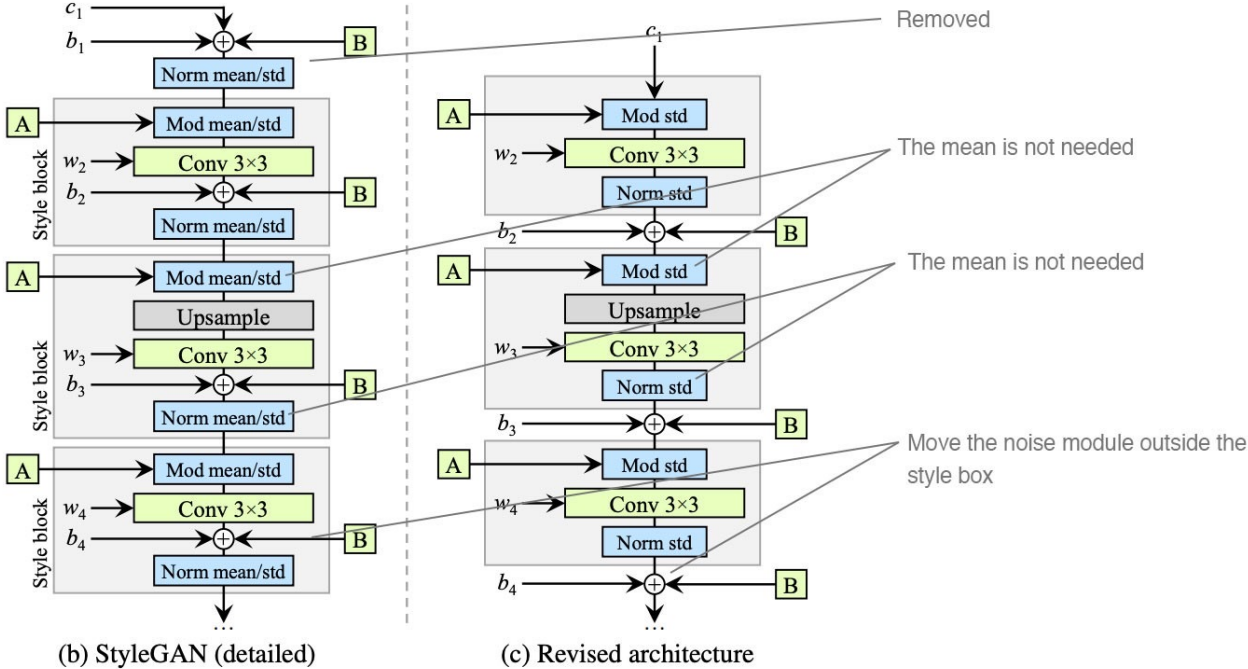 c1
b1
B
Norm mean/std
A
Mod mean/std
w2
Conv 3×3
b2
B
Norm mean/std
Style block
A
Mod mean/std
Upsample
w3
Conv 3×3
b3
B
Norm mean/std
Style block
A
Mod mean/std
w4
Conv 3×3
b4
B
Norm mean/std
Style block
...
(b) StyleGAN (detailed)
c1
A
Mod std
w2
Conv 3×3
Norm std
b2
B
A
Mod std
Upsample
w3
Conv 3×3
Norm std
b3
B
A
Mod std
w4
Conv 3×3
Norm std
b4
B
...
(c) Revised architecture
Removed
The mean is not needed
The mean is not needed
Move the noise module outside the
style box